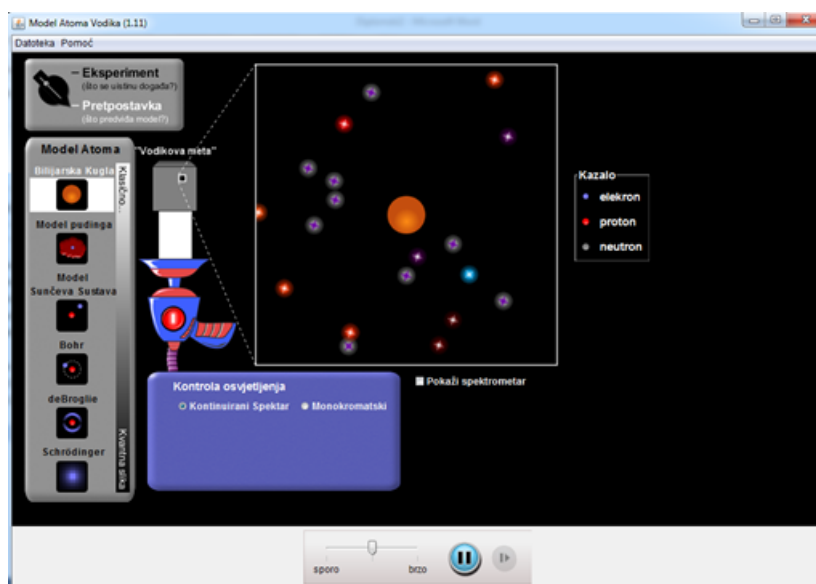 Model Atoma Vodika (1.11)
Datoteka Pomoć
Eksperiment
(što se uistinu događa?)
Pretpostavka
(što predviđa model?)
Model Atoma
Bilijarska Kugla
Model pudinga
Model
Sunčeva Sustava
Bohr
deBroglie
Schrödinger
Klasično...
Kvantna slika
"Vodikova meta"
Kazalo
elekron
proton
neutron
Pokaži spektrometar
Kontrola osvjetljenja
Kontinuirani Spektar
Monokromatski
sporo
brzo